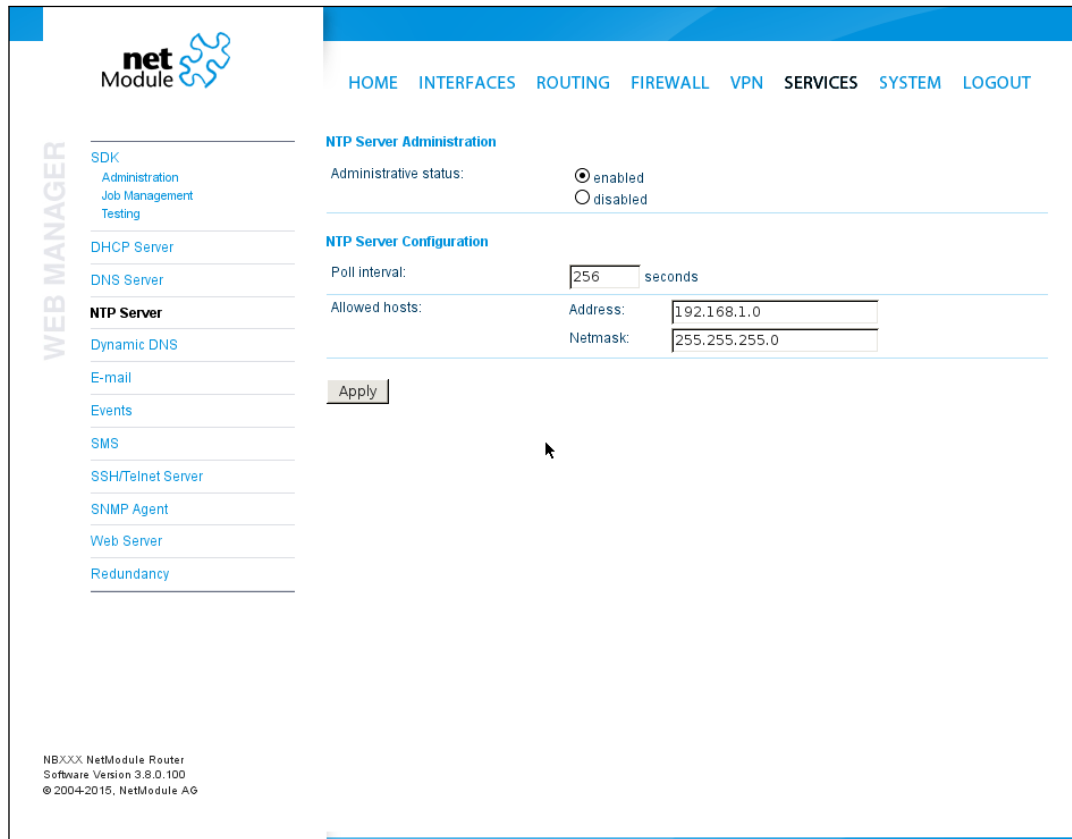 net
Module
HOME INTERFACES ROUTING FIREWALL VPN SERVICES SYSTEM LOGOUT
WEB MANAGER
SDK
Administration
Job Management
Testing
DHCP Server
DNS Server
NTP Server
Dynamic DNS
E-mail
Events
SMS
SSH/Telnet Server
SNMP Agent
Web Server
Redundancy
NTP Server Administration
Administrative status: enabled
disabled
NTP Server Configuration
Poll interval: 256 seconds
Allowed hosts: Address: 192.168.1.0
Netmask: 255.255.255.0
Apply
NBXXX NetModule Router
Software Version 3.8.0.100
© 2004-2015, NetModule AG